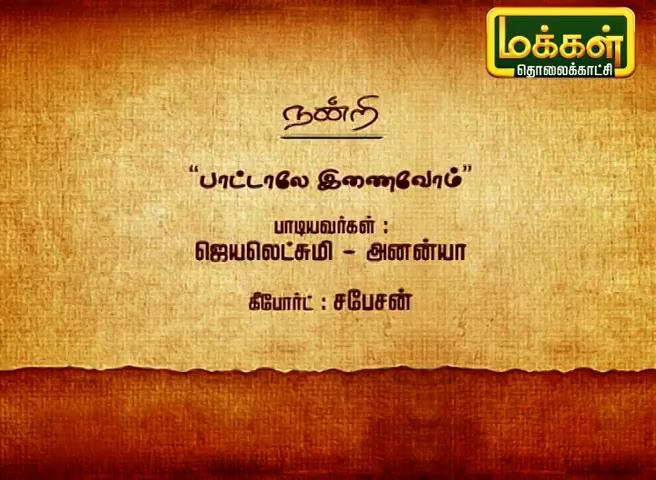 மக்கள்
தொலைக்காட்சி
நன்றி
“பாட்டாலே இணைவோம்”
பாடியவர்கள் :
ஜெயலெட்சுமி – அனன்யா
கீபோர்ட் : சபேசன்